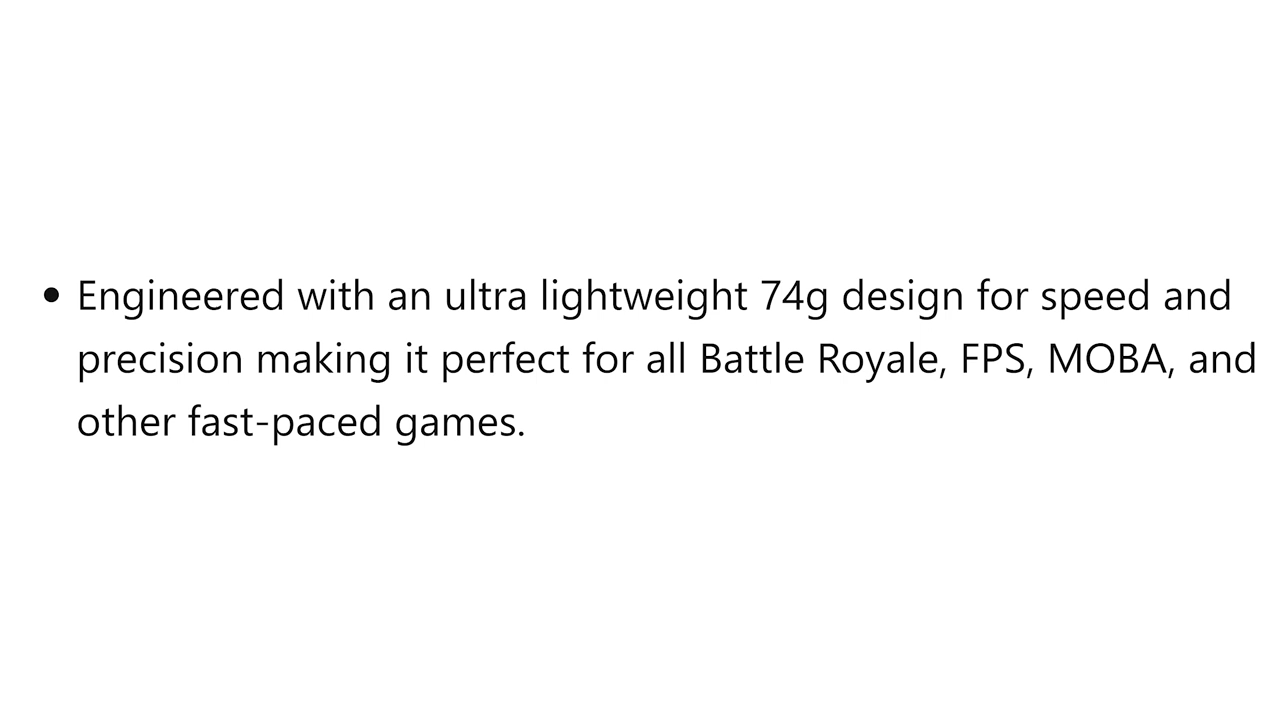 • Engineered with an ultra lightweight 74g design for speed and
precision making it perfect for all Battle Royale, FPS, MOBA, and
other fast-paced games.